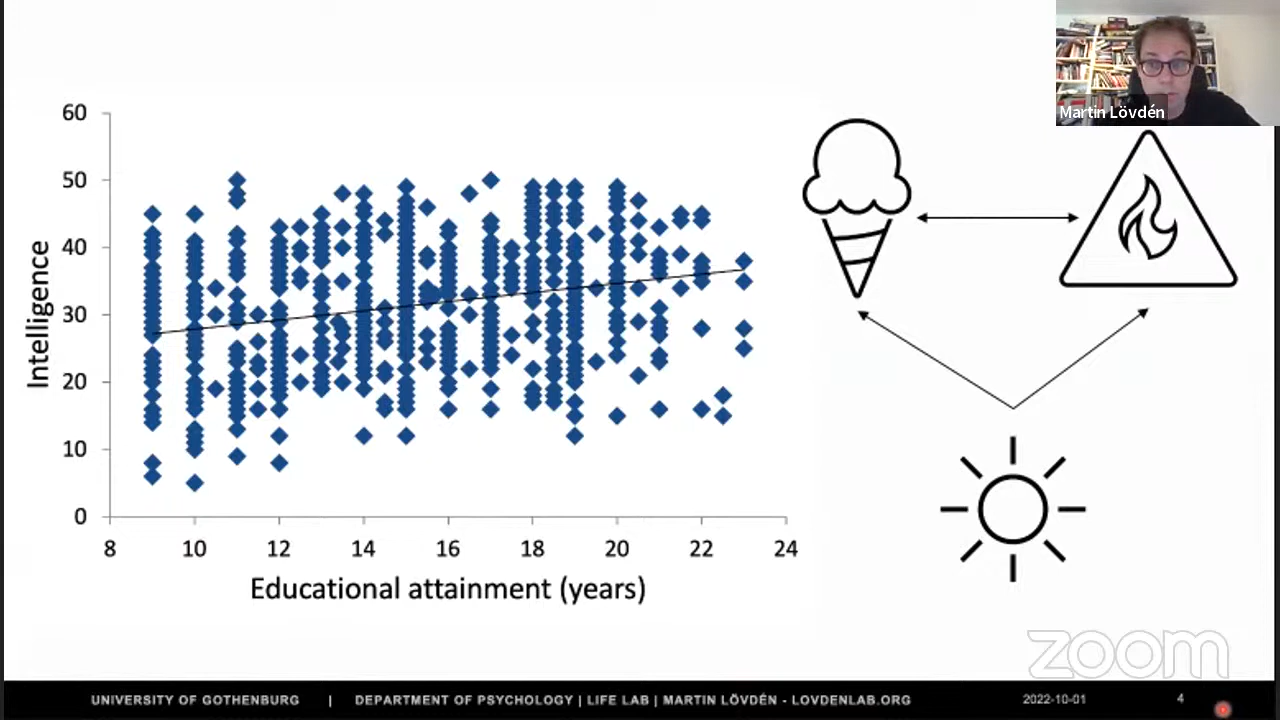 Martin Lövdén
60
50
40
30
20
10
0
Intelligence
8 10 12 14 16 18 20 22 24
Educational attainment (years)
zoom
UNIVERSITY OF GOTHENBURG | DEPARTMENT OF PSYCHOLOGY | LIFE LAB | MARTIN LÖVDÉN - LOVDENLAB.ORG 2022-10-01 4